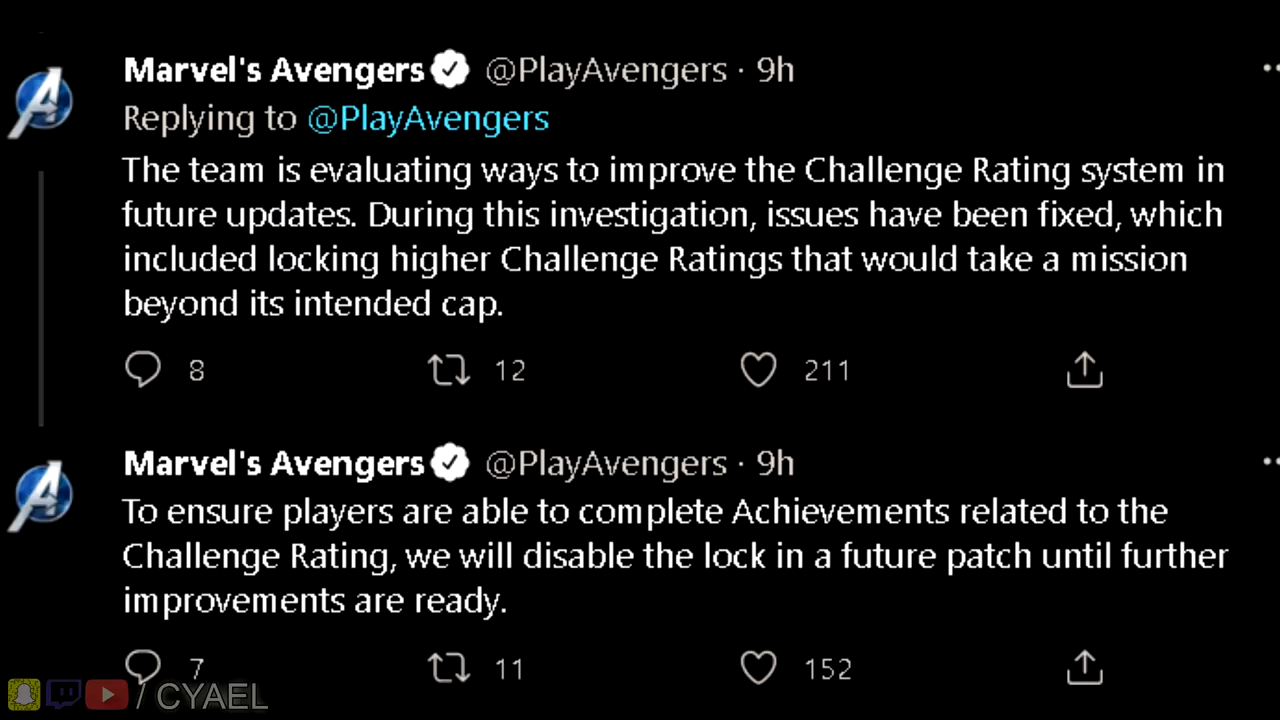 Marvel's Avengers @PlayAvengers · 9h
Replying to @PlayAvengers
The team is evaluating ways to improve the Challenge Rating system in
future updates. During this investigation, issues have been fixed, which
included locking higher Challenge Ratings that would take a mission
beyond its intended cap.
8 12 211
Marvel's Avengers @PlayAvengers · 9h
To ensure players are able to complete Achievements related to the
Challenge Rating, we will disable the lock in a future patch until further
improvements are ready.
7 11 152
/ CYAEL